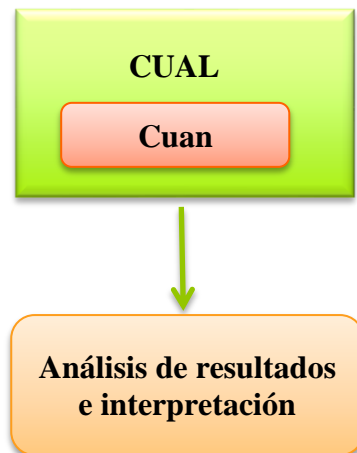 CUAL
Cuan
Análisis de resultados
e interpretación